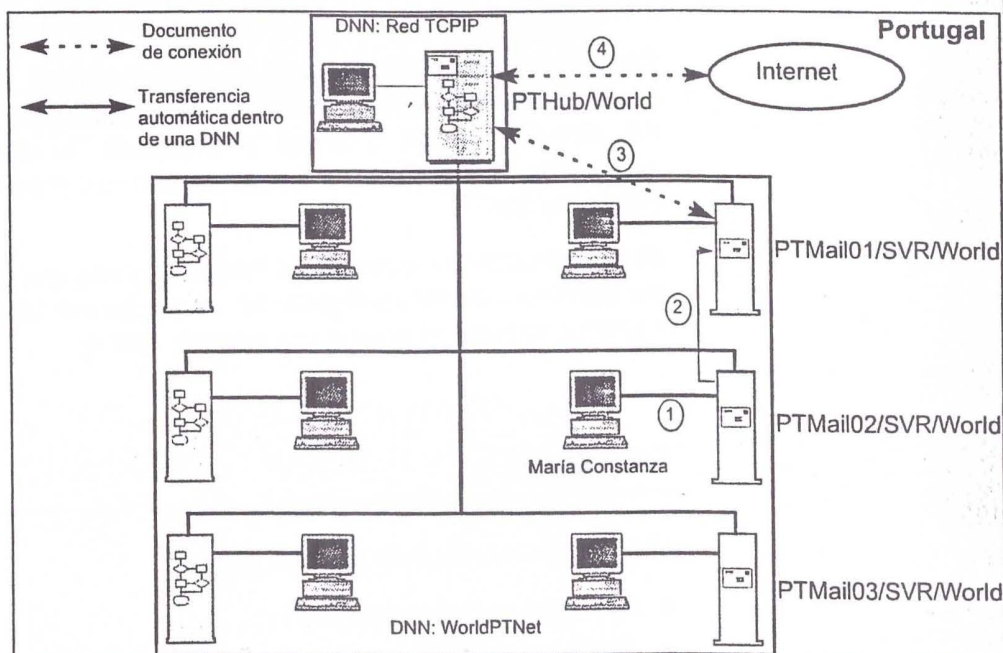 Documento
de conexión
Transferencia
automática dentro
de una DNN
DNN: Red TCPIP
PTHub/World
4
Internet
Portugal
3
PTMail01/SVR/World
2
1
María Constanza
PTMail02/SVR/World
PTMail03/SVR/World
DNN: WorldPTNet